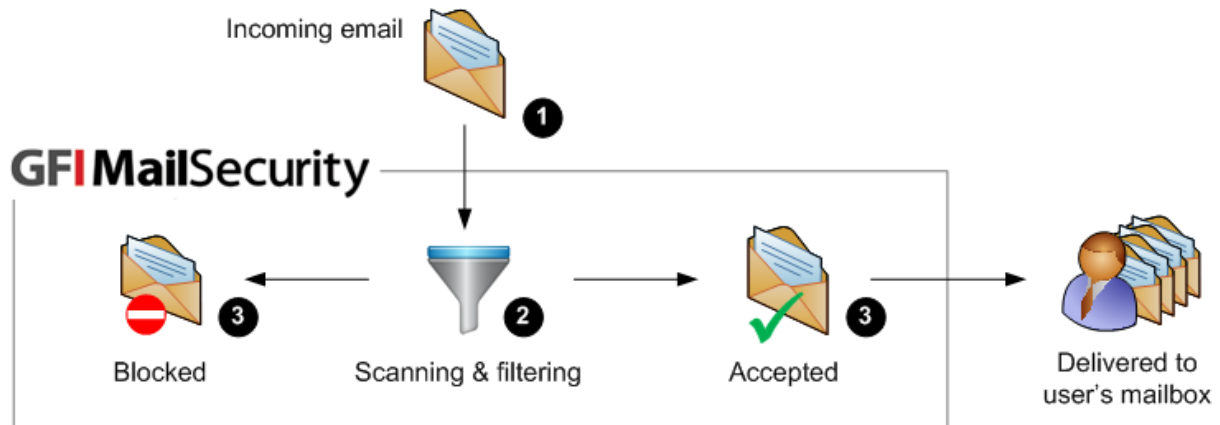 Incoming email
1
GFI MailSecurity
3
2
3
Blocked
Scanning & filtering
Accepted
Delivered to
user's mailbox